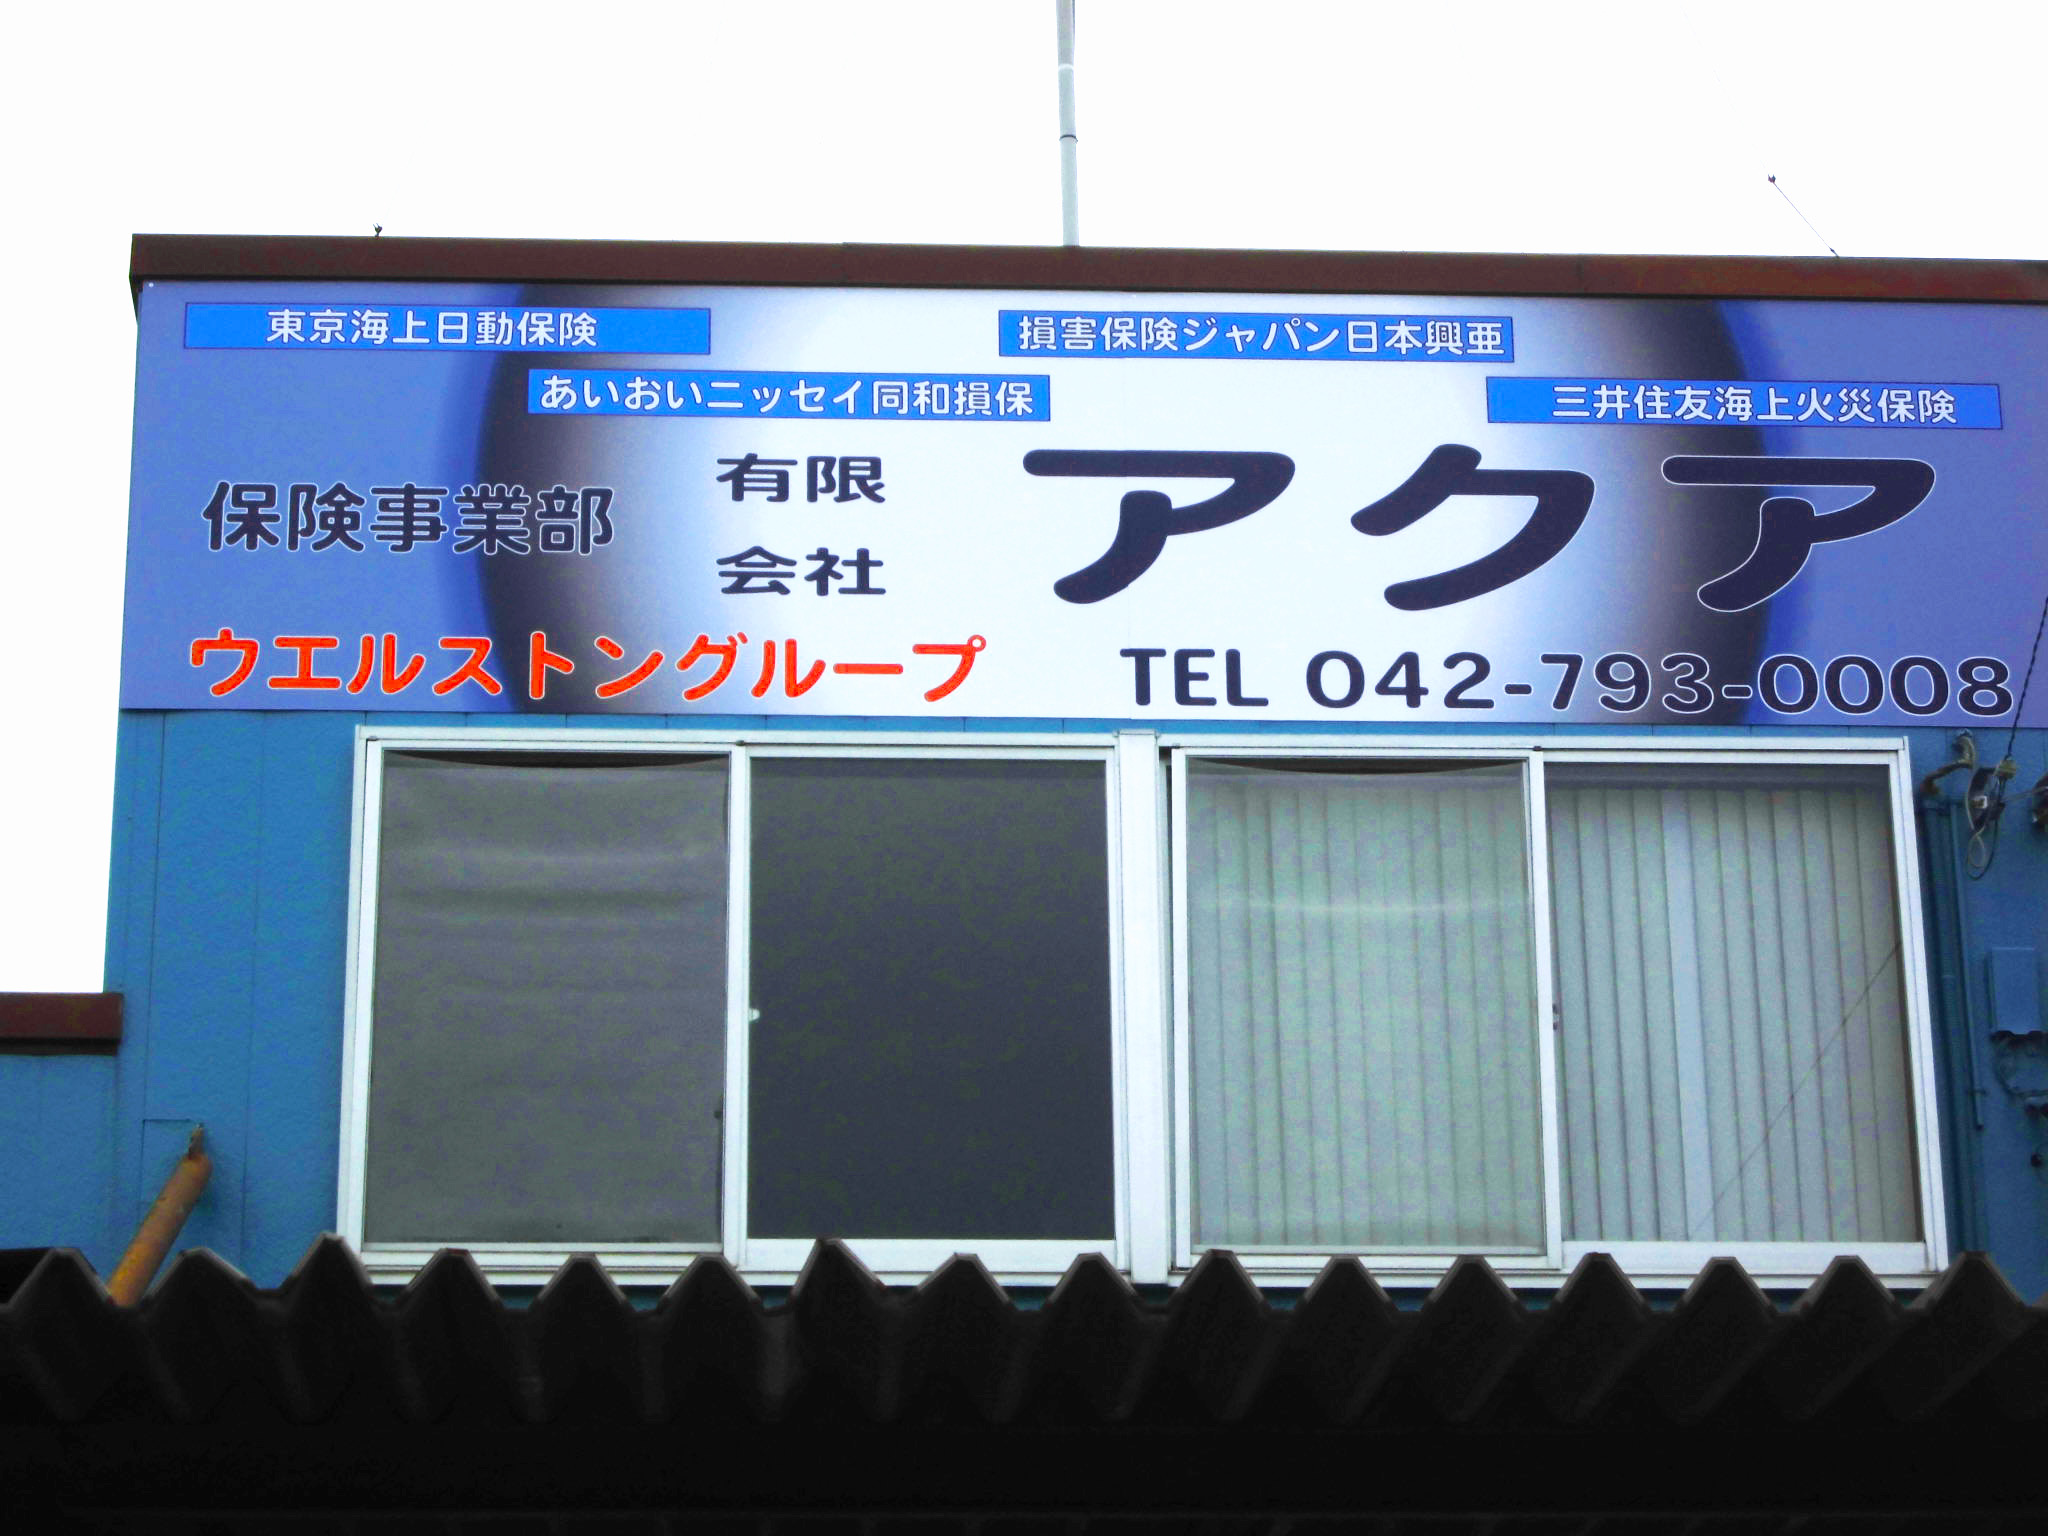 東京海上日動保険
損害保険ジャパン日本興亜
あいおいニッセイ同和損保
三井住友海上火災保険
保険事業部
有限
会社
アクア
ウエルストングループ
TEL 042-793-0008